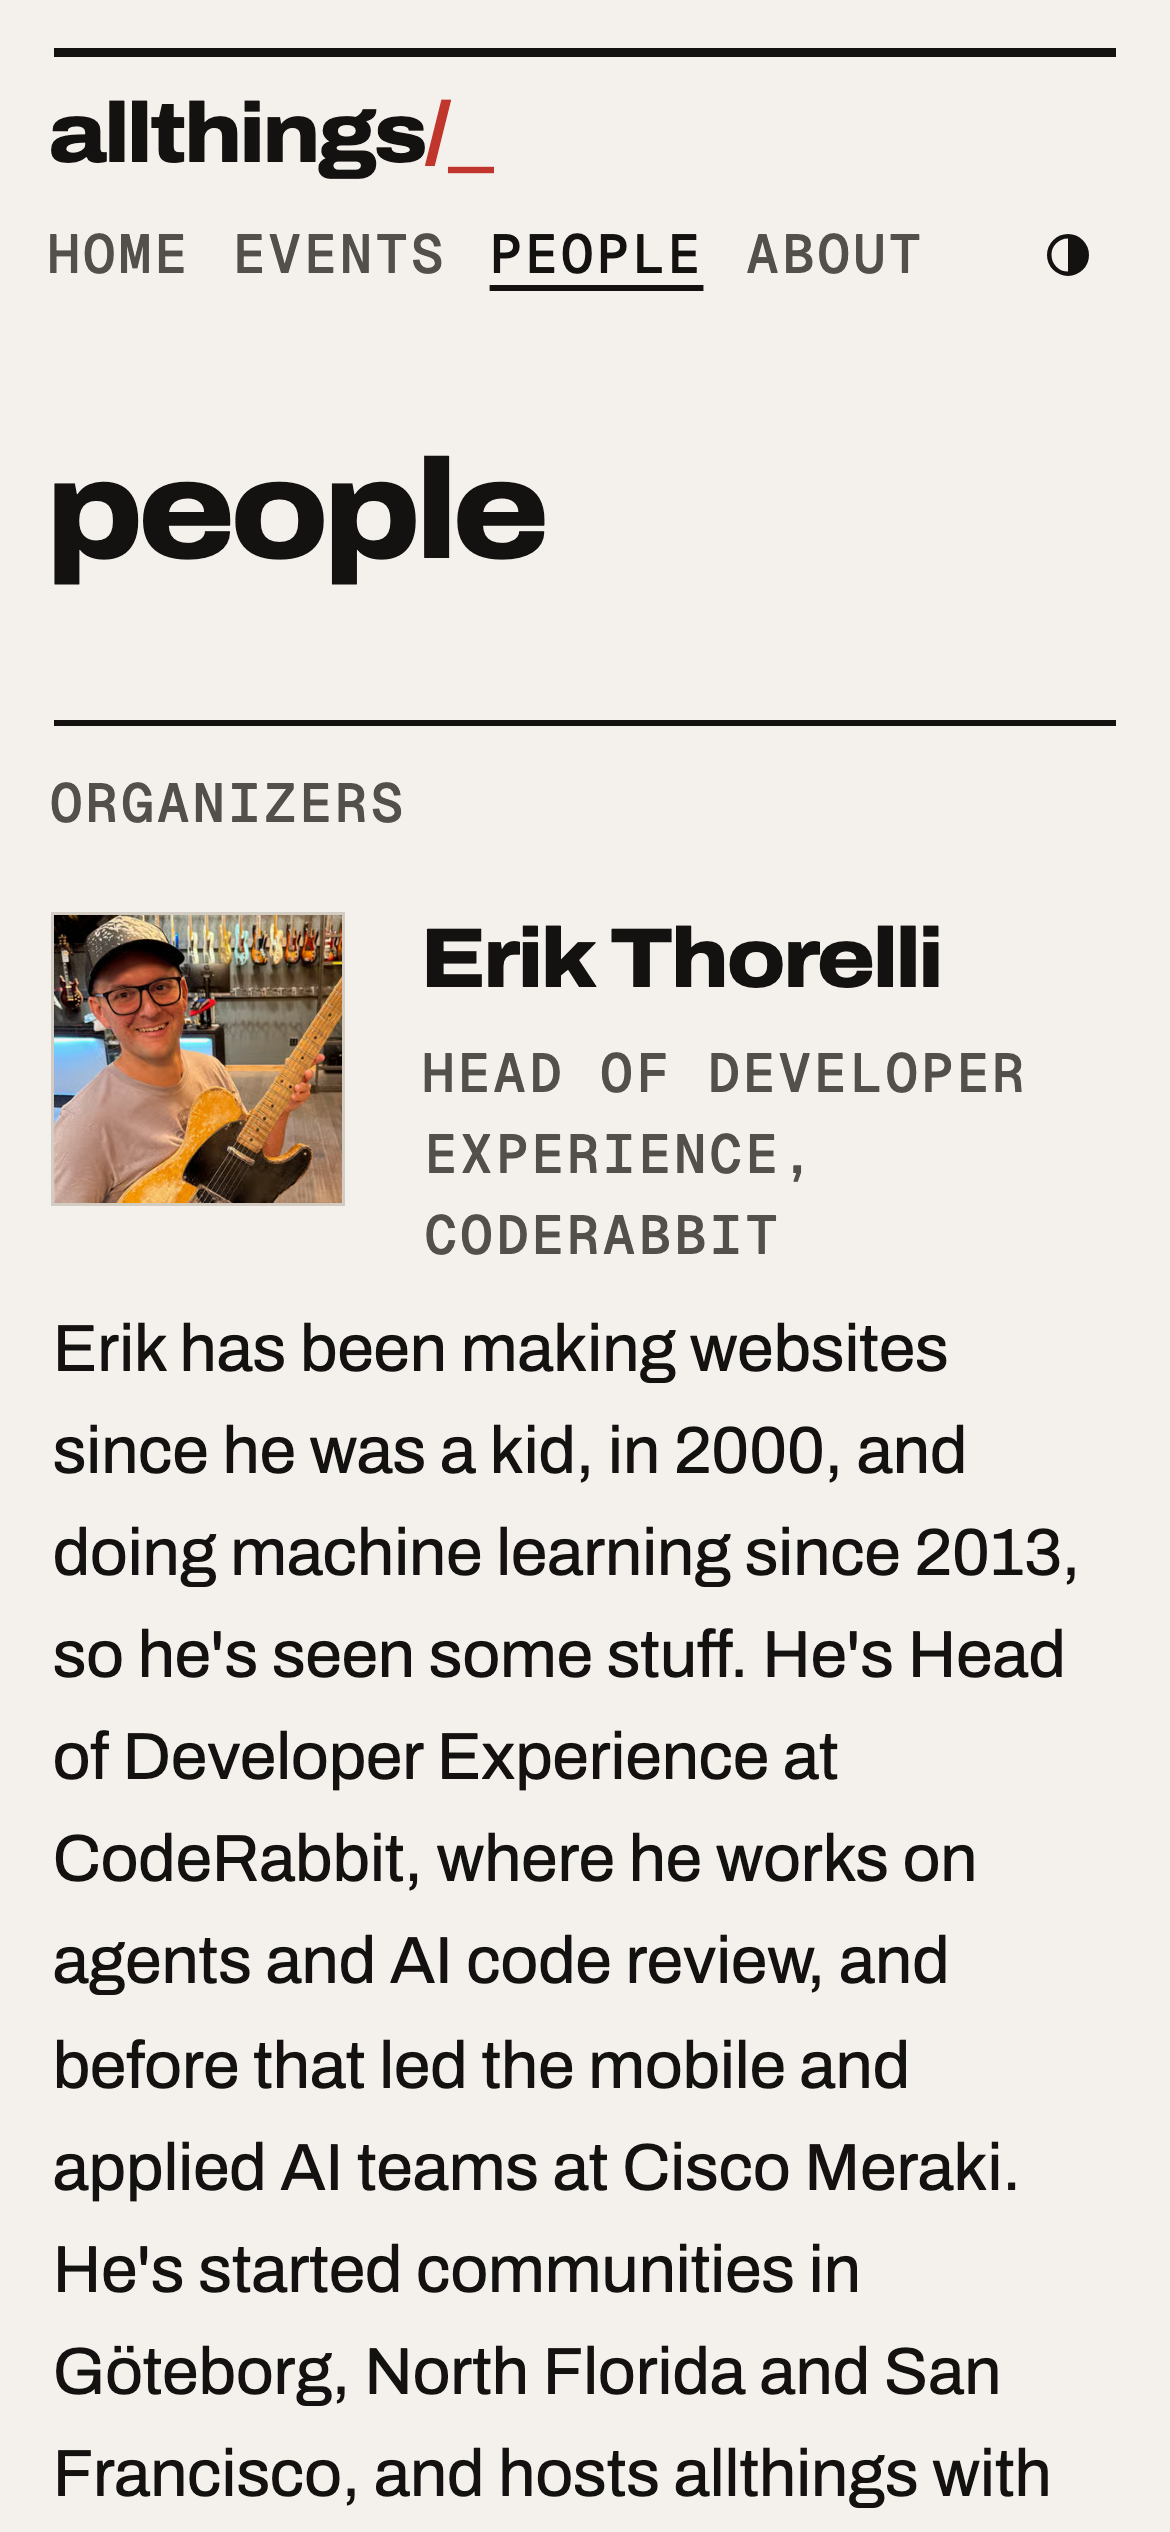 allthings/_
HOME EVENTS PEOPLE ABOUT
people
ORGANIZERS
Erik Thorelli
HEAD OF DEVELOPER
EXPERIENCE,
CODERABBIT
Erik has been making websites
since he was a kid, in 2000, and
doing machine learning since 2013,
so he's seen some stuff. He's Head
of Developer Experience at
CodeRabbit, where he works on
agents and AI code review, and
before that led the mobile and
applied AI teams at Cisco Meraki.
He's started communities in
Göteborg, North Florida and San
Francisco, and hosts allthings with